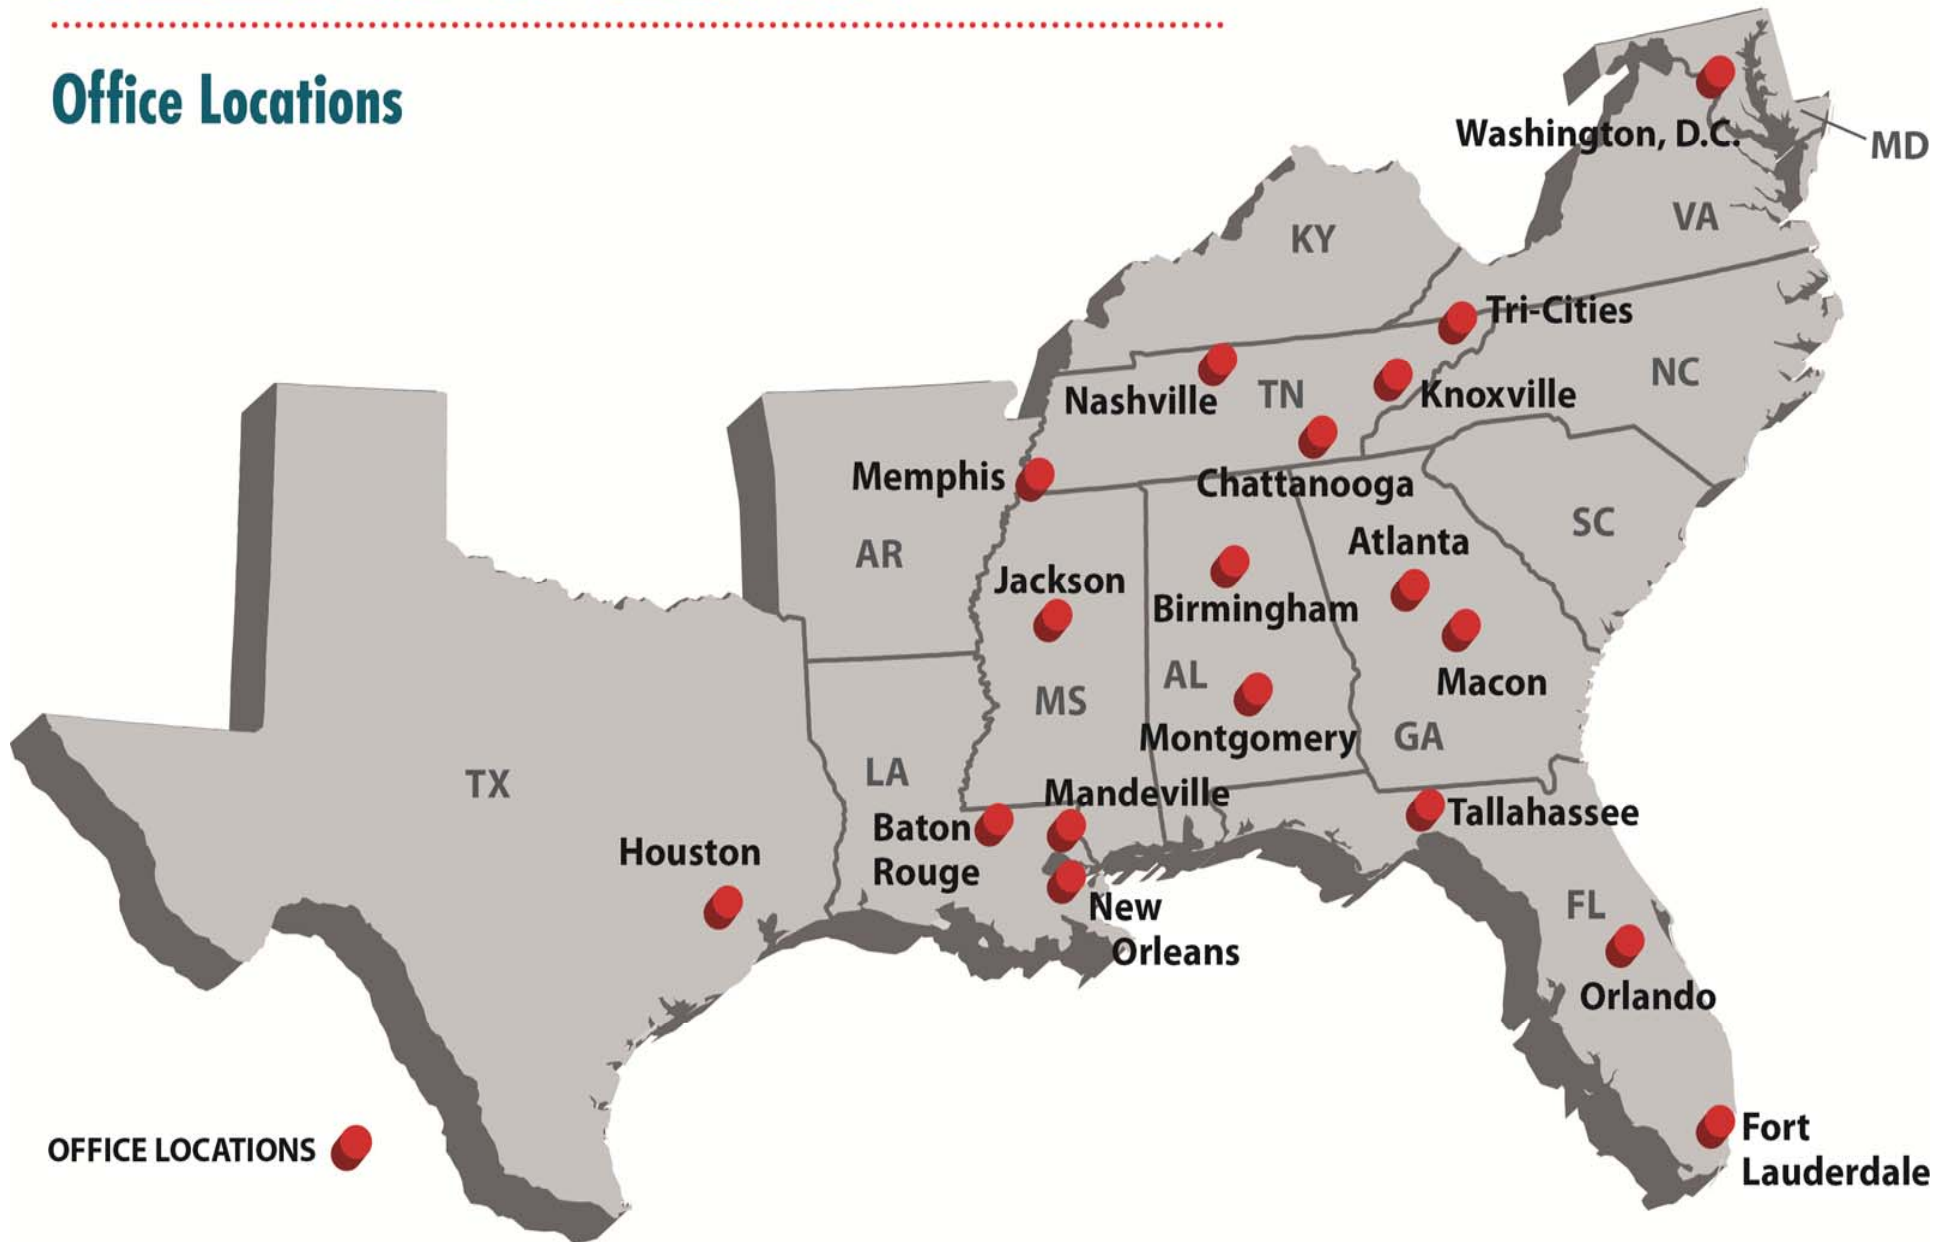 Office Locations
Washington, D.C.
MD
VA
KY
Tri-Cities
NC
Nashville
TN
Knoxville
Memphis
Chattanooga
SC
AR
Atlanta
Jackson
Birmingham
AL
Macon
MS
Montgomery
GA
TX
LA
Mandeville
Tallahassee
Baton
Rouge
Houston
New
Orleans
FL
Orlando
Fort
Lauderdale
OFFICE LOCATIONS